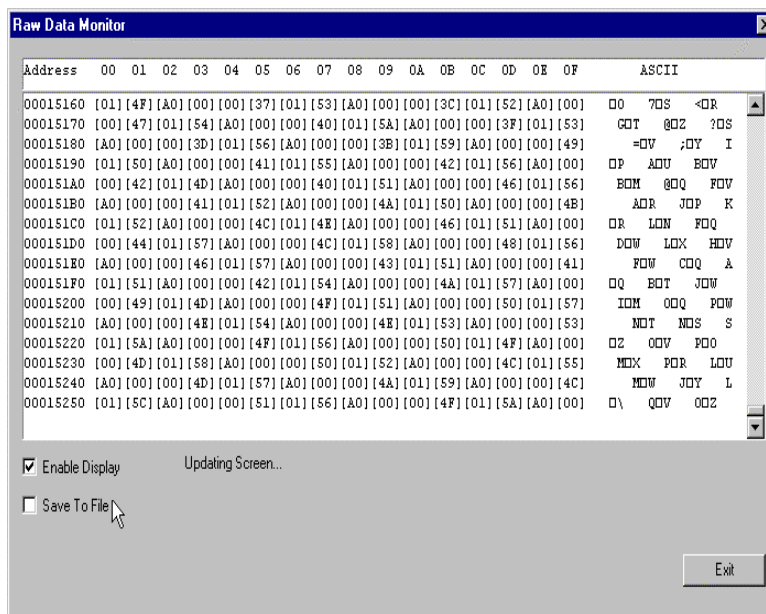 Raw Data Monitor
Address 00 01 02 03 04 05 06 07 08 09 0A 0B 0C 0D 0E 0F ASCII
00015160 [01][4F][A0][00][00][37][01][53][A0][00][00][3C][01][52][A0][00] □O 7□S <□R
00015170 [00][47][01][54][A0][00][00][40][01][5A][A0][00][00][3F][01][53] G□T @□Z ?□S
00015180 [A0][00][00][3D][01][56][A0][00][00][3B][01][59][A0][00][00][49] =□V ;□Y I
00015190 [01][50][A0][00][00][41][01][55][A0][00][00][42][01][56][A0][00] □P A□U B□V
000151A0 [00][42][01][4D][A0][00][00][40][01][51][A0][00][00][46][01][56] B□M @□Q F□V
000151B0 [A0][00][00][41][01][52][A0][00][00][4A][01][50][A0][00][00][4B] A□R J□P K
000151C0 [01][52][A0][00][00][4C][01][4E][A0][00][00][46][01][51][A0][00] □R L□N F□Q
000151D0 [00][44][01][57][A0][00][00][4C][01][58][A0][00][00][48][01][56] D□W L□X H□V
000151E0 [A0][00][00][46][01][57][A0][00][00][43][01][51][A0][00][00][41] F□W C□Q A
000151F0 [01][51][A0][00][00][42][01][54][A0][00][00][4A][01][57][A0][00] □Q B□T J□W
00015200 [00][49][01][4D][A0][00][00][4F][01][51][A0][00][00][50][01][57] I□M O□Q P□W
00015210 [A0][00][00][4E][01][54][A0][00][00][4E][01][53][A0][00][00][53] N□T N□S S
00015220 [01][5A][A0][00][00][4F][01][56][A0][00][00][50][01][4F][A0][00] □Z O□V P□O
00015230 [00][4D][01][58][A0][00][00][50][01][52][A0][00][00][4C][01][55] M□X P□R L□U
00015240 [A0][00][00][4D][01][57][A0][00][00][4A][01][59][A0][00][00][4C] M□W J□Y L
00015250 [01][5C][A0][00][00][51][01][56][A0][00][00][4F][01][5A][A0][00] □\ Q□V O□Z
Enable Display Updating Screen...
Save To File
Exit